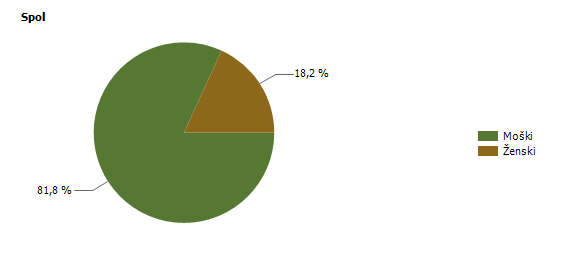 Spol
18,2 %
Moški
Ženski
81,8 %